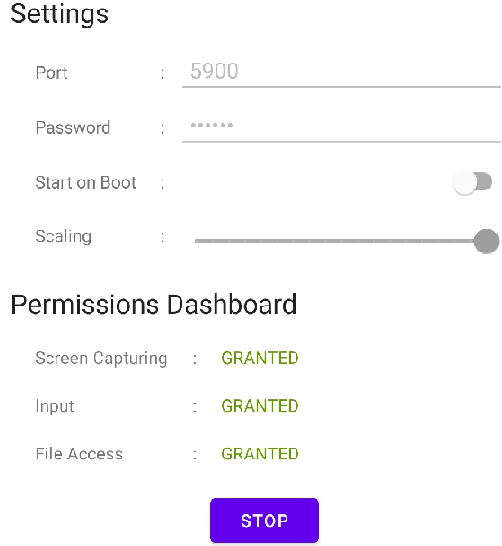 Settings
Port : 5900
Password : ••••••
Start on Boot :
Scaling :
Permissions Dashboard
Screen Capturing : GRANTED
Input : GRANTED
File Access : GRANTED
STOP